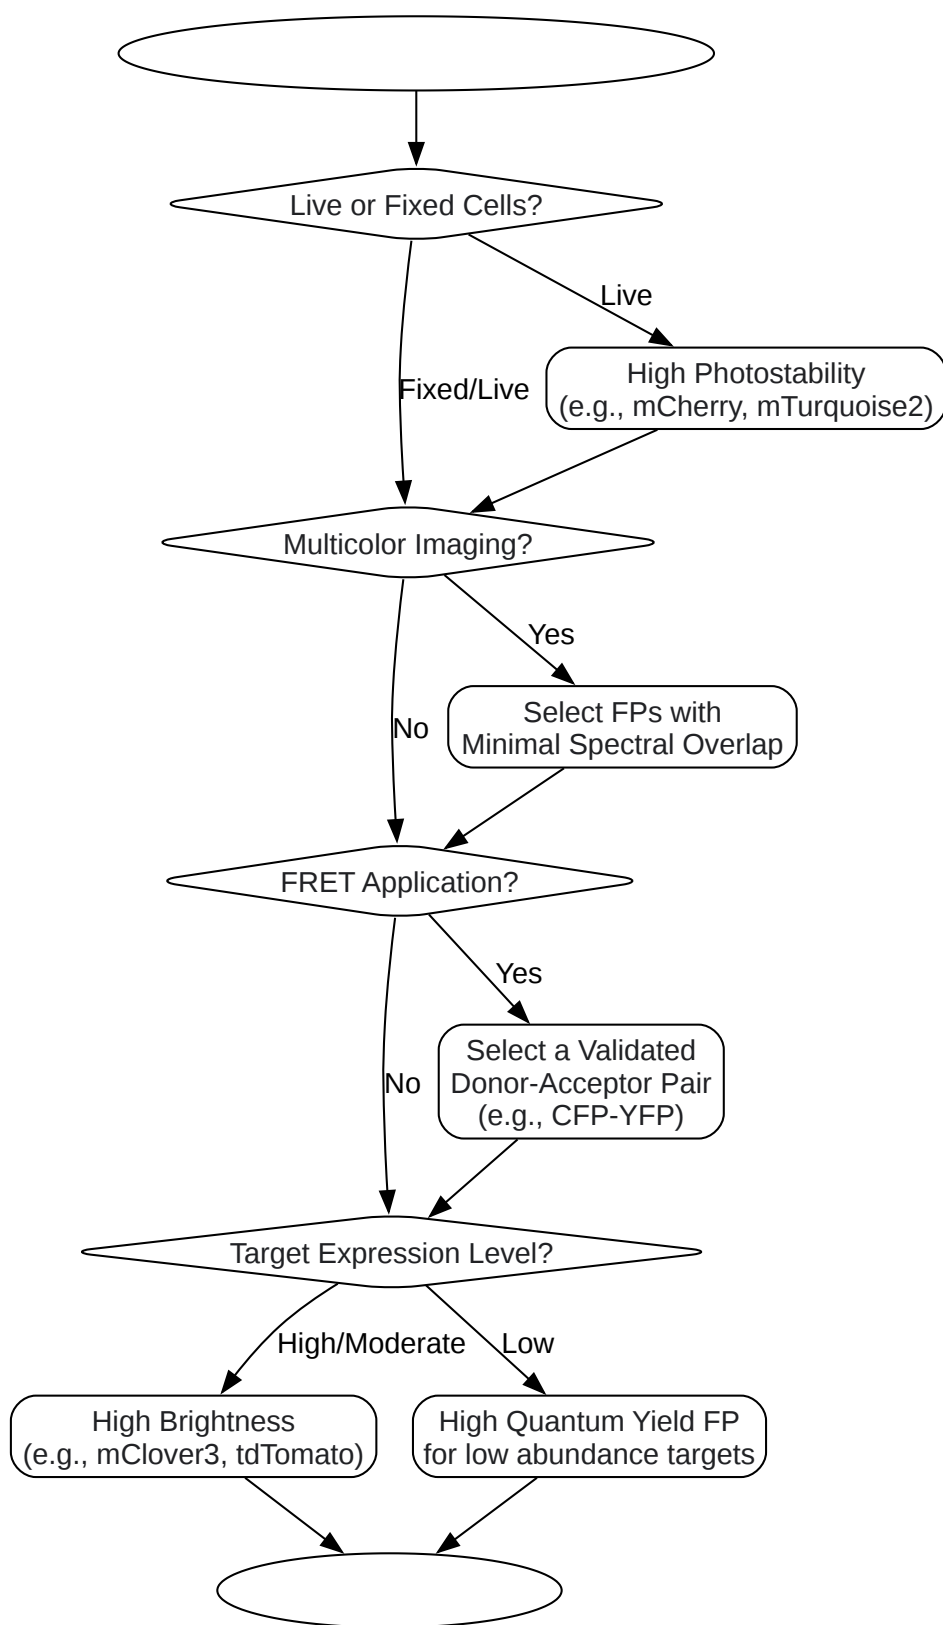 Live or Fixed Cells?
Live
High Photostability
(e.g., mCherry, mTurquoise2)
Fixed/Live
Multicolor Imaging?
Yes
Select FPs with
Minimal Spectral Overlap
No
FRET Application?
Yes
Select a Validated
Donor-Acceptor Pair
(e.g., CFP-YFP)
No
Target Expression Level?
High/Moderate
Low
High Brightness
(e.g., mClover3, tdTomato)
High Quantum Yield FP
for low abundance targets